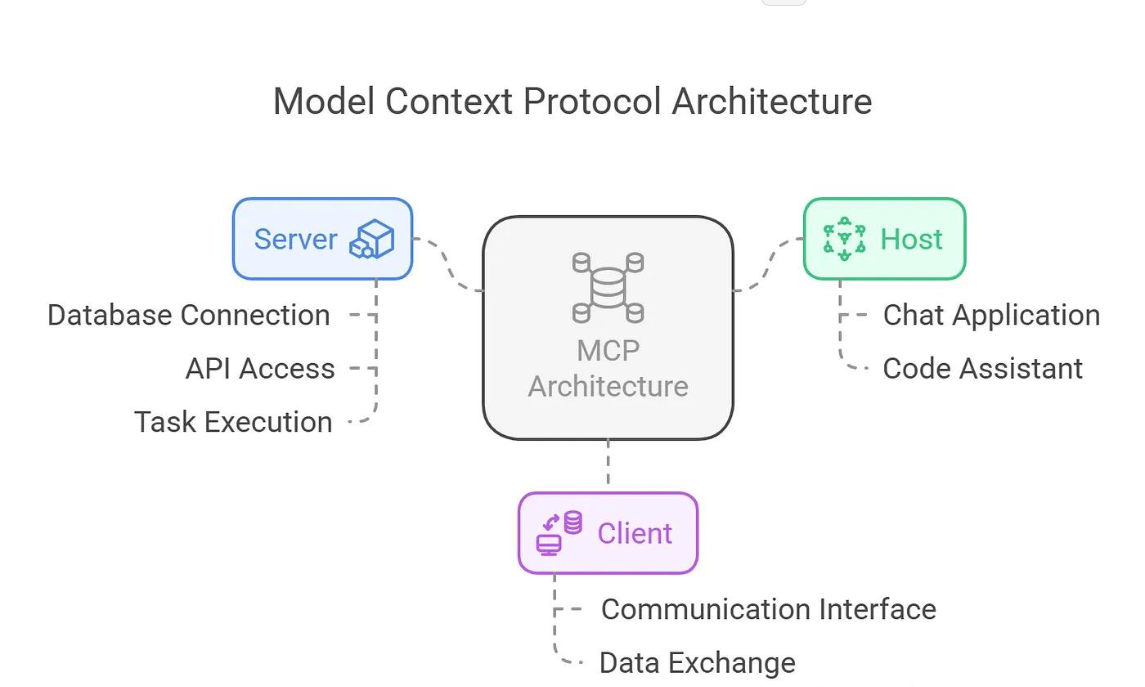 Model Context Protocol Architecture
Server
Database Connection
API Access
Task Execution
MCP
Architecture
Host
Chat Application
Code Assistant
Client
Communication Interface
Data Exchange